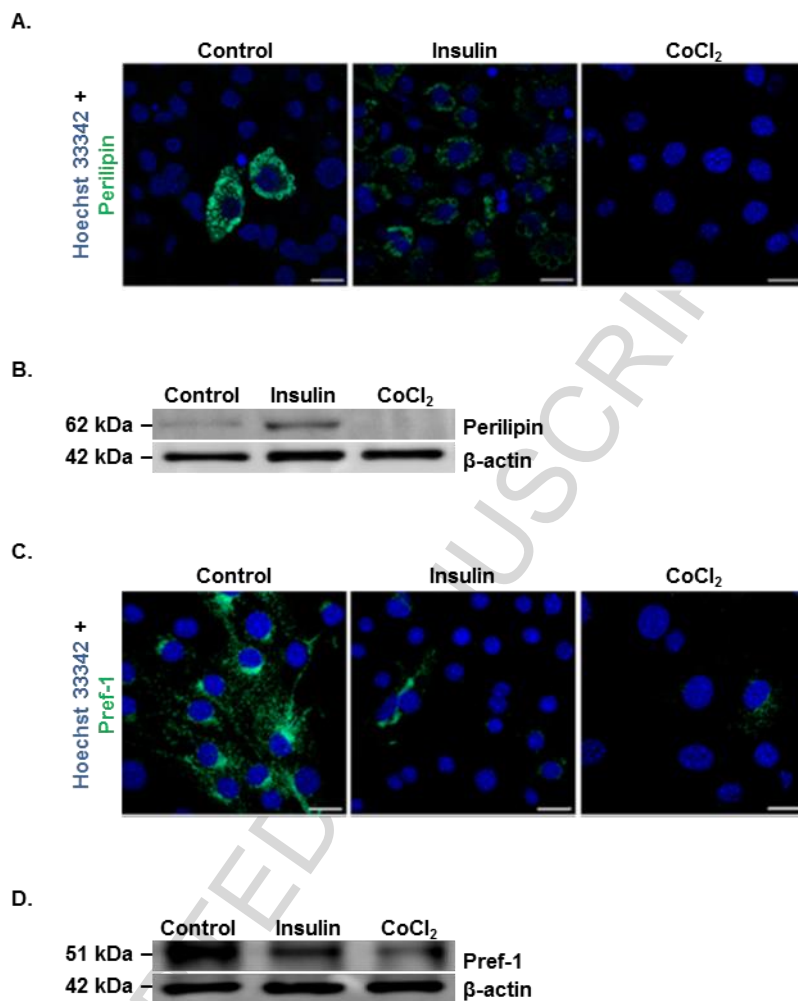 A.
Control Insulin CoCl₂
Hoechst 33342 +
Perilipin
B.
Control Insulin CoCl₂
62 kDa – Perilipin
42 kDa – β-actin
C.
Control Insulin CoCl₂
Hoechst 33342 +
Pref-1
D.
Control Insulin CoCl₂
51 kDa – Pref-1
42 kDa – β-actin